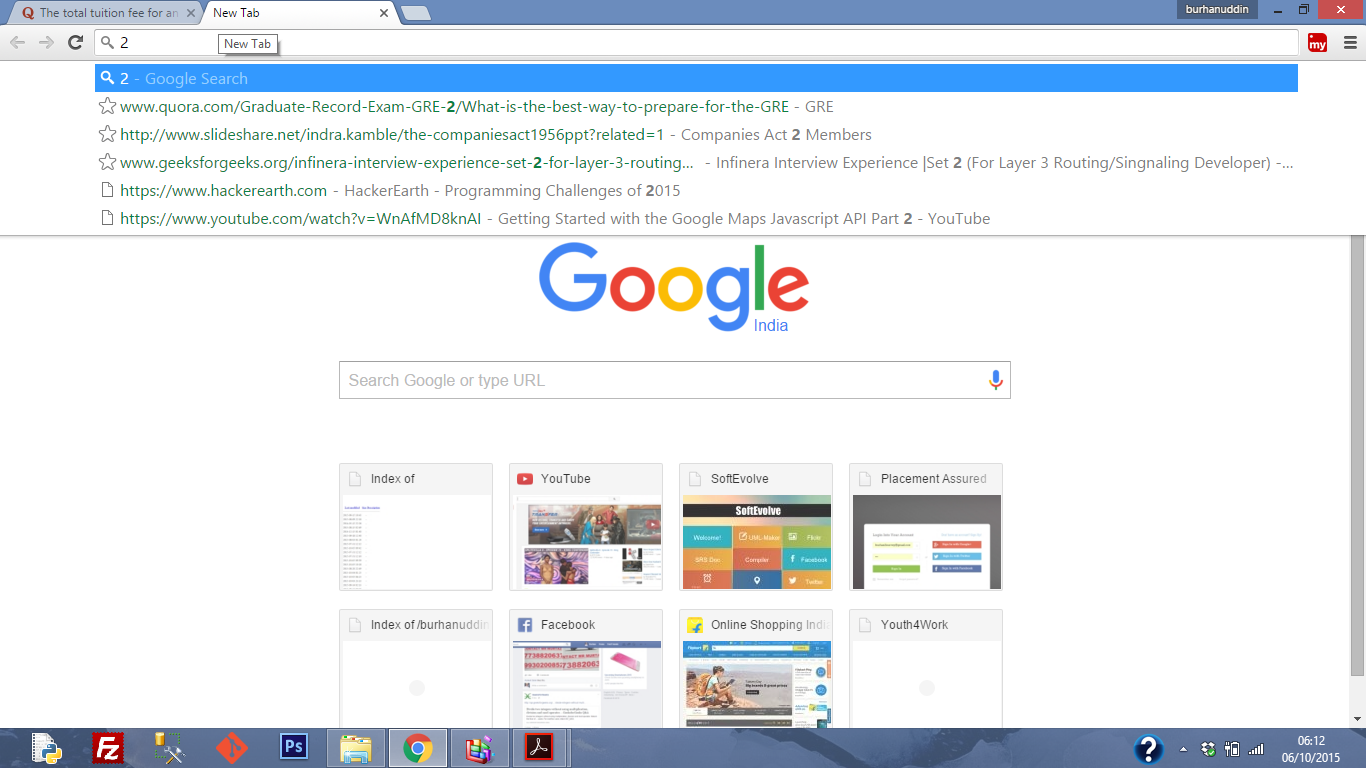 The total tuition fee for an
New Tab
burhanuddin
2
New Tab
my
2 - Google Search
www.quora.com/Graduate-Record-Exam-GRE-2/What-is-the-best-way-to-prepare-for-the-GRE - GRE
http://www.slideshare.net/indra.kamble/the-companiesact1956ppt?related=1 - Companies Act 2 Members
www.geeksforgeeks.org/infinera-interview-experience-set-2-for-layer-3-routing... - Infinera Interview Experience |Set 2 (For Layer 3 Routing/Singnaling Developer) -...
https://www.hackerearth.com - HackerEarth - Programming Challenges of 2015
https://www.youtube.com/watch?v=WnAfMD8knAI - Getting Started with the Google Maps Javascript API Part 2 - YouTube
Google
India
Search Google or type URL
Index of
YouTube
SoftEvolve
Placement Assured
SoftEvolve
Welcome!
UML-Maker
Flickr
SRS Doc
Compiler
Facebook
Twitter
Index of /burhanuddin
Facebook
Online Shopping India
Youth4Work
Ps
06:12
06/10/2015